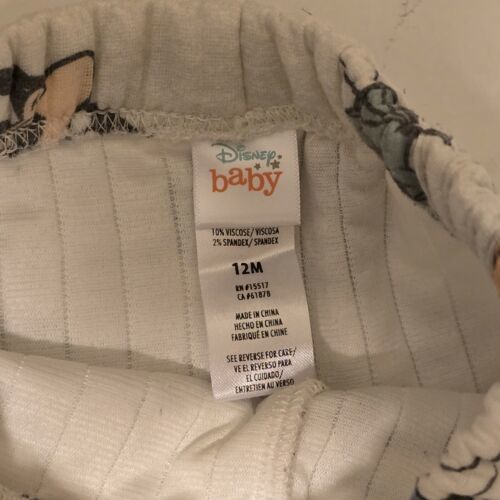 Disney
baby
10% VISCOSE/ VISCOSA
2% SPANDEX/ SPANDEX
12M
RN #15517
CA #61878
MADE IN CHINA
HECHO EN CHINA
FABRIQUÉ EN CHINE
SEE REVERSE FOR CARE/
VE EL REVERSO PARA
EL CUIDADO/
ENTRETIEN AU VERSO